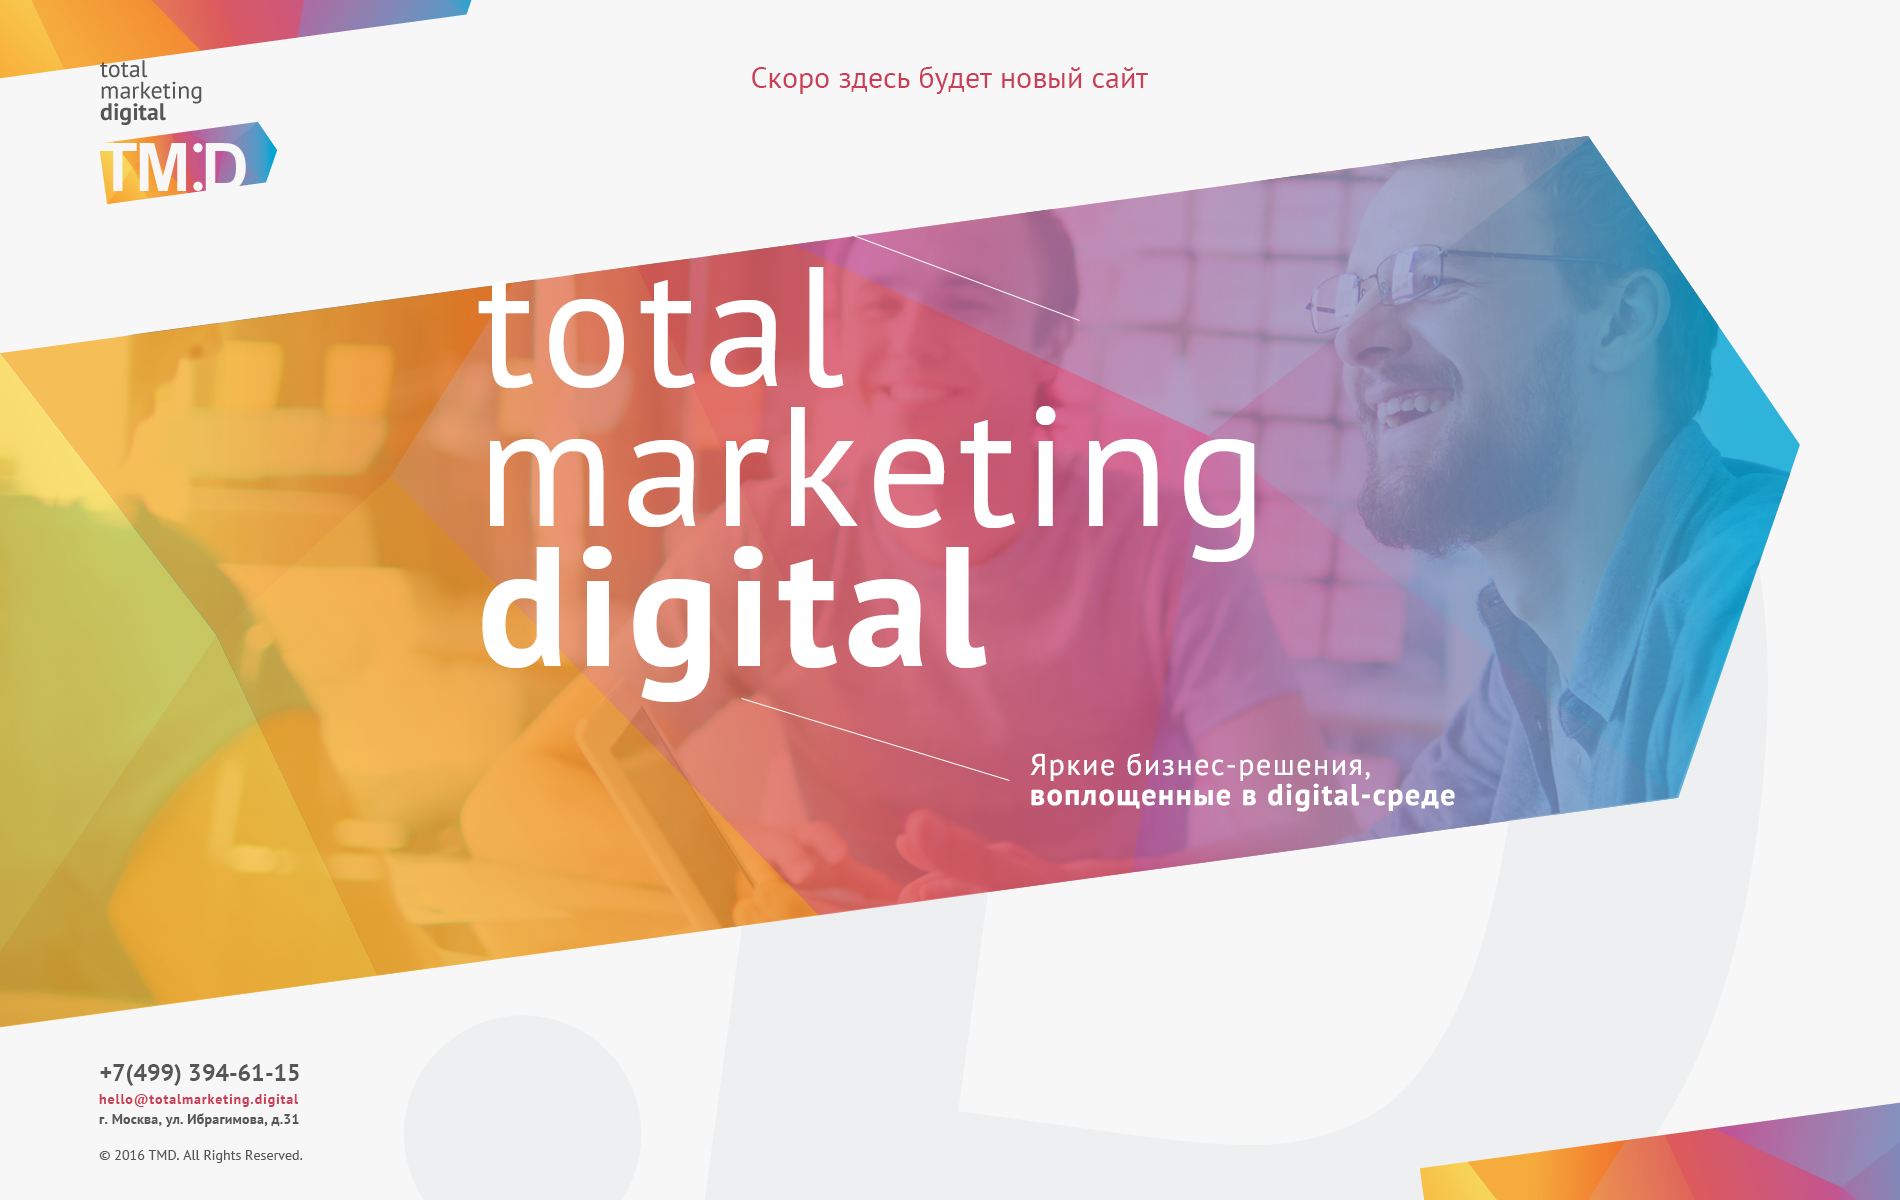 total
marketing
digital
TM:D
Скоро здесь будет новый сайт
total
marketing
digital
Яркие бизнес-решения,
воплощенные в digital-среде
+7(499) 394-61-15
hello@totalmarketing.digital
г. Москва, ул. Ибрагимова, д.31
© 2016 TMD. All Rights Reserved.